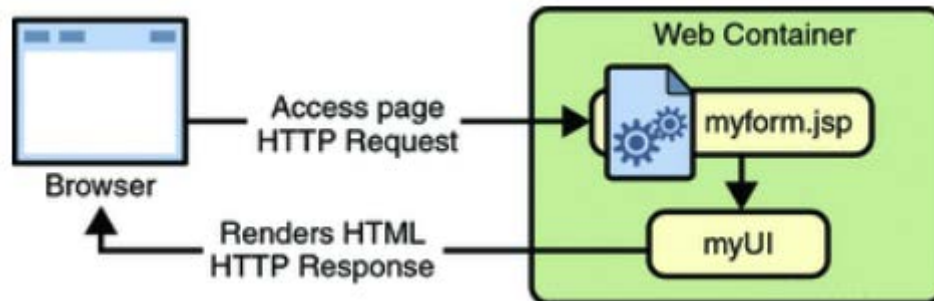 Web Container
Access page
HTTP Request
myform.jsp
Browser
Renders HTML
HTTP Response
myUI